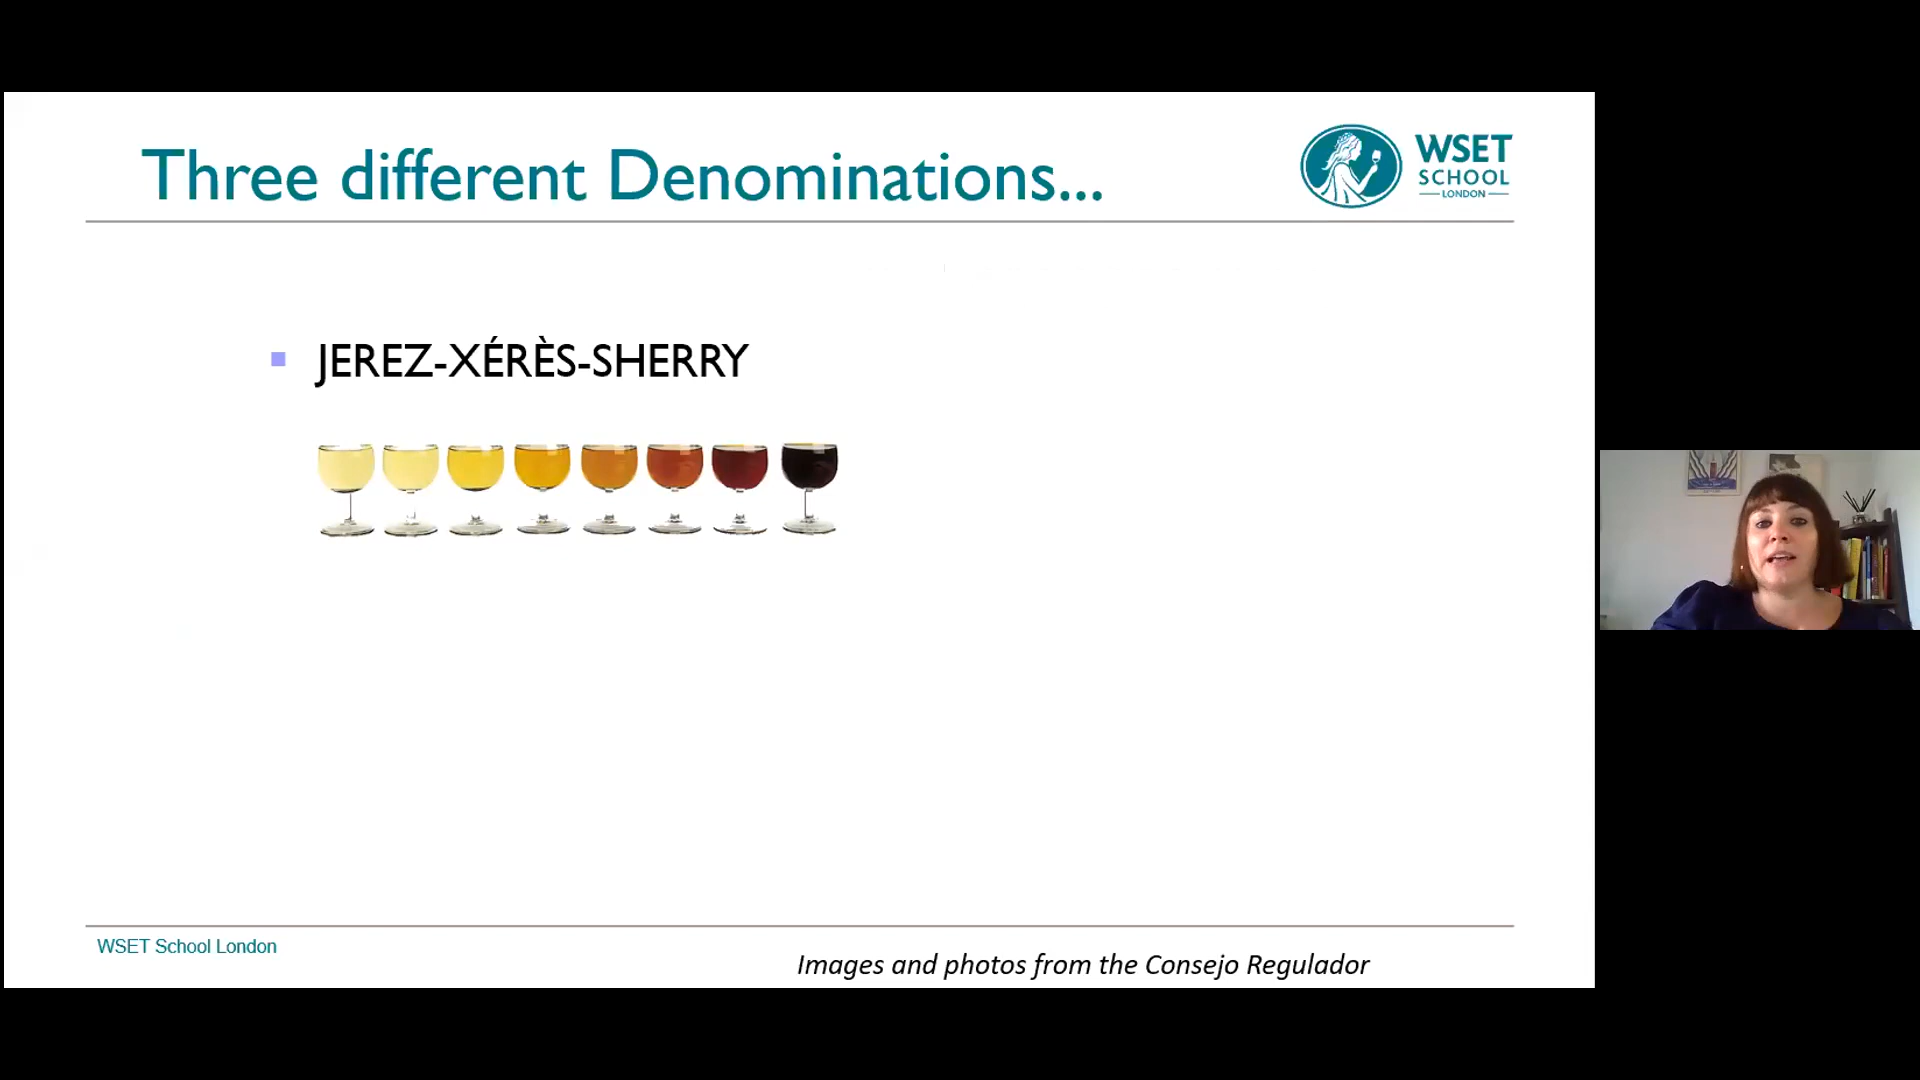 Three different Denominations...
WSET
SCHOOL
LONDON
JEREZ-XÉRÈS-SHERRY
WSET School London
Images and photos from the Consejo Regulador